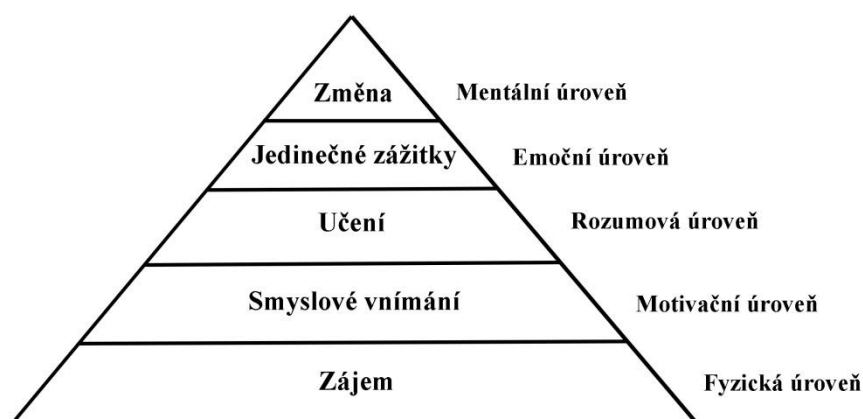 Změna Mentální úroveň
Jedinečné zážitky Emoční úroveň
Učení Rozumová úroveň
Smyslové vnímání Motivační úroveň
Zájem Fyzická úroveň